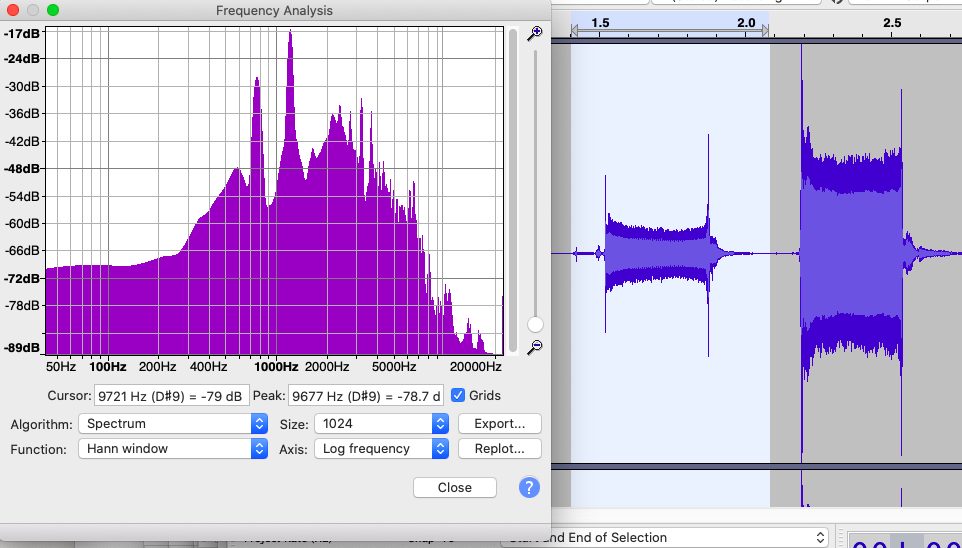 Frequency Analysis
1.5 2.0 2.5
-17dB
-24dB
-30dB
-36dB
-42dB
-48dB
-54dB
-60dB
-66dB
-72dB
-78dB
-89dB
50Hz 100Hz 200Hz 400Hz 1000Hz 2000Hz 5000Hz 20000Hz
Cursor: 9721 Hz (D#9) = -79 dB Peak: 9677 Hz (D#9) = -78.7 d Grids
Algorithm: Spectrum Size: 1024 Export...
Function: Hann window Axis: Log frequency Replot...
Close ?
and End of Selection